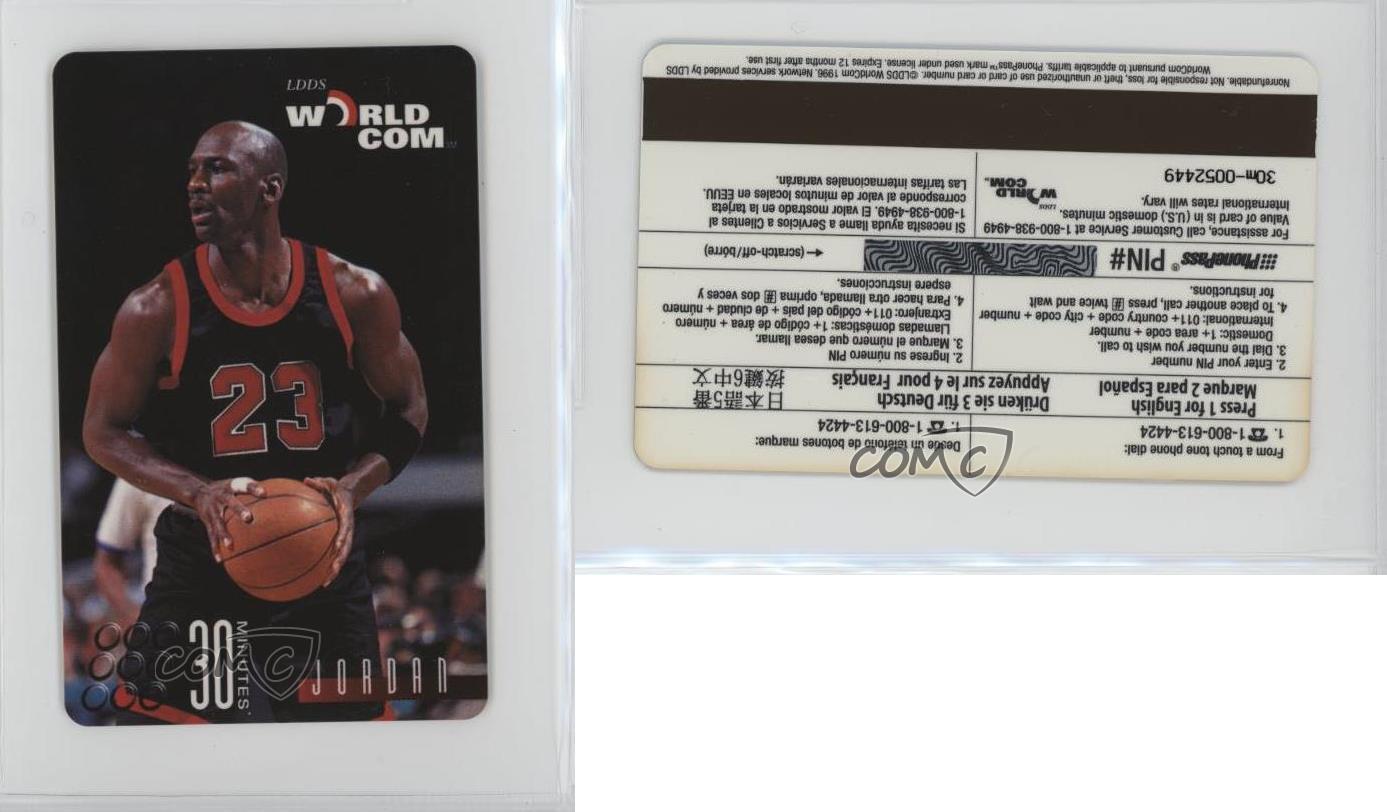 LDDS
WORLD
COM
SM
23
30
MINUTES*
JORDAN
COMC
From a touch tone phone dial:
1. ☎ 1-800-613-4424
Desde un teléfono de botones marque:
1. ☎ 1-800-613-4424
Press 1 for English
Marque 2 para Español
Drüken sie 3 für Deutsch
Appuyez sur le 4 pour Français
日本語5番
按鍵6中文
2. Enter your PIN number
3. Dial the number you wish to call.
Domestic: 1+ area code + number
International: 011+ country code + city code + number
4. To place another call, press # twice and wait
for instructions.
2. Ingrese su número PIN
3. Marque el número que desea llamar.
Llamadas domésticas: 1+ código de área + número
Extranjero: 011+ código del país + de ciudad + número
4. Para hacer otra llamada, oprima # dos veces y
espere instrucciones.
PhonePass® PIN#
(scratch-off/bórre)
For assistance, call Customer Service at 1-800-938-4949
Value of card is in (U.S.) domestic minutes.
International rates will vary.
LDDS
WORLD
COM
30m-0052449
Si necesita ayuda llame a Servicios a Clientes al
1-800-938-4949. El valor mostrado en la tarjeta
corresponde al valor de minutos locales en EEUU.
Las tarifas internacionales variarán.
Nonrefundable. Not responsible for loss, theft or unauthorized use of card or card number. ©LDDS WorldCom 1996. Network services provided by LDDS
WorldCom pursuant to applicable tariffs. PhonePass™ mark used under license. Expires 12 months after first use.
COMC